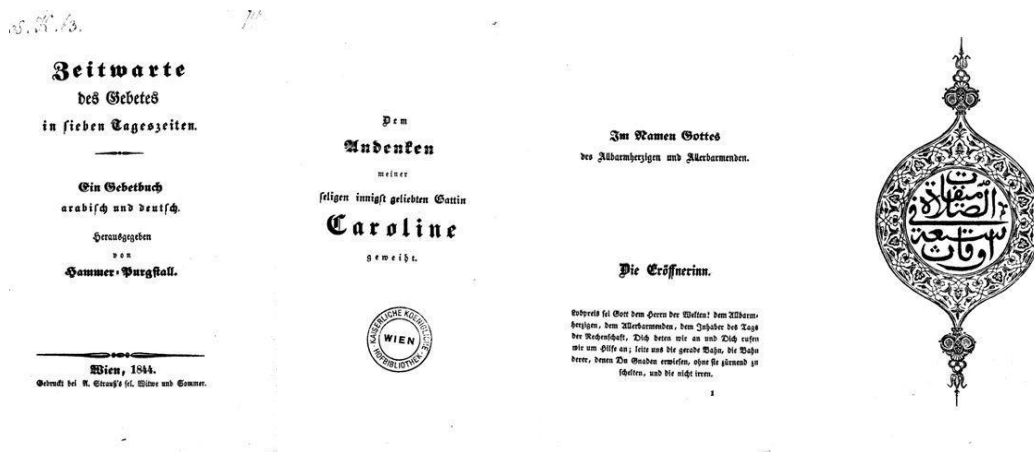 Zeitwarte
des Gebetes
in sieben Tageszeiten.
Ein Gebetbuch
arabisch und deutsch.
Herausgegeben
von
Hammer-Purgstall.
Wien, 1844.
Gedruckt bei A. Strauß's sel. Witwe und Sommer.
Dem
Andenken
meiner
seligen innigst geliebten Gattin
Caroline
geweiht.
KAISERLICHE KOENIGLICHE
WIEN
HOFBIBLIOTHEK
Im Namen Gottes
des Allbarmherzigen und Allerbarmenden.
Die Eröffnerinn.
Lobpreis sei Gott dem Herrn der Welten! dem Allbarm-
herzigen, dem Allerbarmenden, dem Inhaber des Tags
der Rechenschaft, Dich beten wir an und Dich rufen
wir um Hilfe an; leite uns die gerade Bahn, die Bahn
derer, denen Du Gnaden erwiesen, ohne sie zürnend zu
schelten, und die nicht irren.
1
ميقات
الصلاة في
سبعة
أوقات